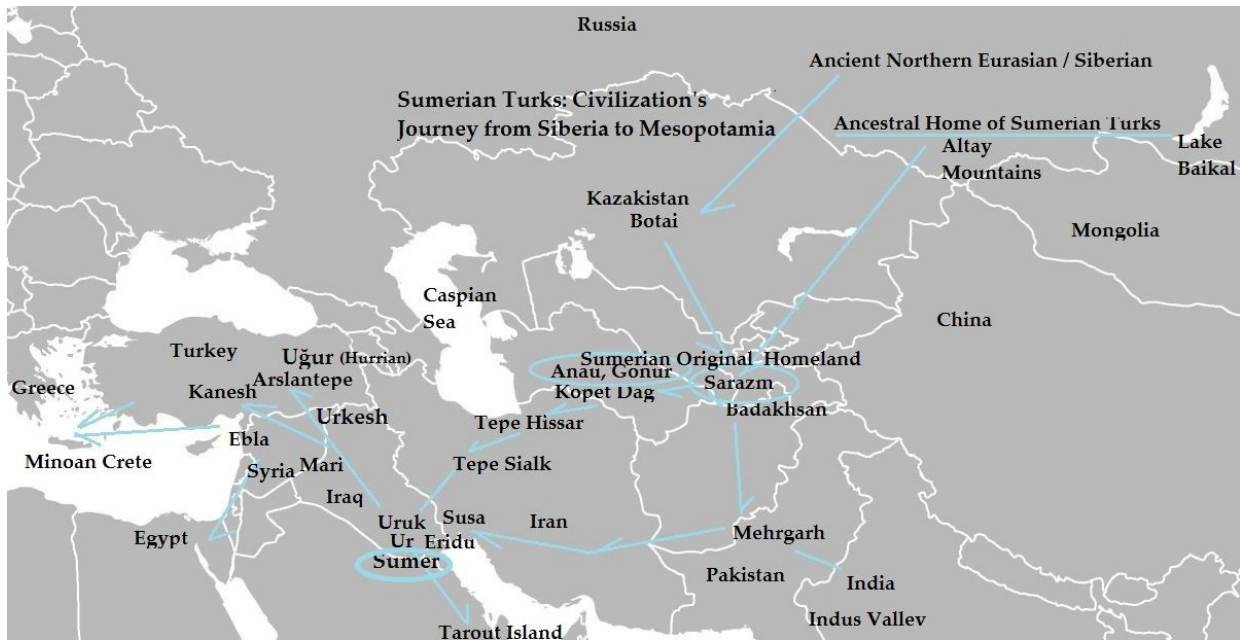 Russia
Ancient Northern Eurasian / Siberian
Sumerian Turks: Civilization's
Journey from Siberia to Mesopotamia
Ancestral Home of Sumerian Turks
Altay
Mountains
Lake
Baikal
Kazakistan
Botai
Mongolia
Caspian
Sea
China
Turkey
Uğur (Hurrian)
Sumerian Original Homeland
Anau, Gonur
Greece
Kanesh
Arslantepe
Kopet Dag
Sarazm
Badakhsan
Urkesh
Tepe Hissar
Ebla
Minoan Crete
Syria
Mari
Tepe Sialk
Iraq
Egypt
Uruk
Susa
Iran
Ur
Eridu
Sumer
Mehrgarh
Pakistan
India
Indus Valley
Tarout Island